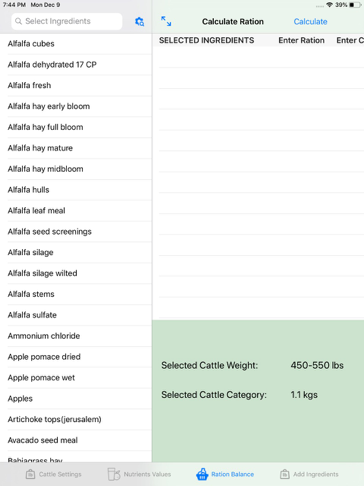 7:44 PM Mon Dec 9
39%
Select Ingredients
Calculate Ration
Calculate
SELECTED INGREDIENTS Enter Ration Enter C
Alfalfa cubes
Alfalfa dehydrated 17 CP
Alfalfa fresh
Alfalfa hay early bloom
Alfalfa hay full bloom
Alfalfa hay mature
Alfalfa hay midbloom
Alfalfa hulls
Alfalfa leaf meal
Alfalfa seed screenings
Alfalfa silage
Alfalfa silage wilted
Alfalfa stems
Alfalfa sulfate
Ammonium chloride
Apple pomace dried
Apple pomace wet
Apples
Artichoke tops(jerusalem)
Avacado seed meal
Bahiagrass hay
Selected Cattle Weight: 450-550 lbs
Selected Cattle Category: 1.1 kgs
Cattle Settings
Nutrients Values
Ration Balance
Add Ingredients